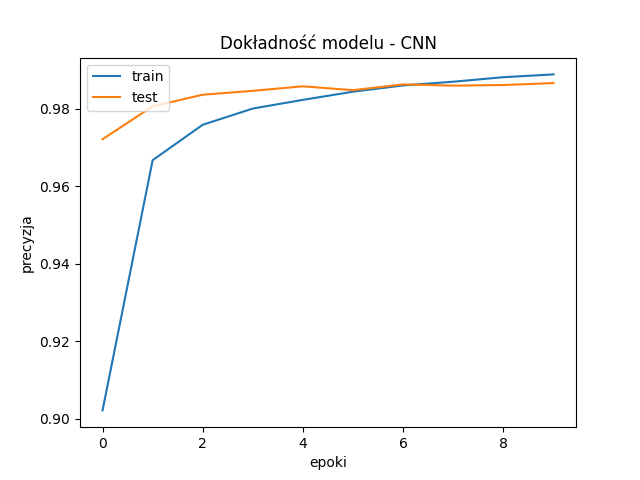 Dokładność modelu - CNN
train
test
0.98
0.96
0.94
0.92
0.90
precyzja
0 2 4 6 8
epoki